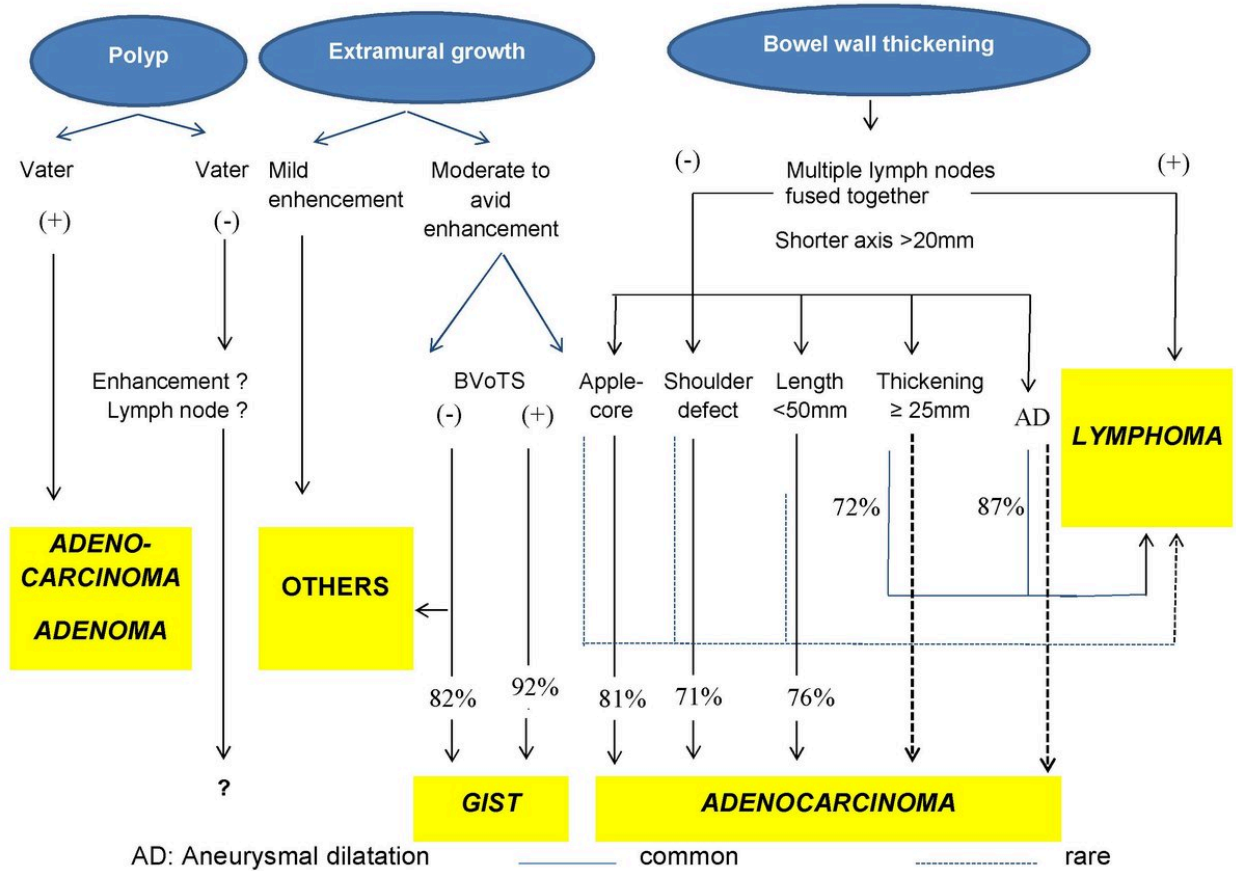 Polyp
Extramural growth
Bowel wall thickening
Vater
(+)
Vater
(-)
Mild
enhencement
Moderate to
avid
enhancement
(-)
Multiple lymph nodes
fused together
(+)
Shorter axis >20mm
Enhancement ?
Lymph node ?
BVoTS
(-)
(+)
Apple-
core
Shoulder
defect
Length
<50mm
Thickening
≥ 25mm
AD
LYMPHOMA
72%
87%
ADENO-
CARCINOMA
ADENOMA
OTHERS
82%
92%
81%
71%
76%
?
GIST
ADENOCARCINOMA
AD: Aneurysmal dilatation
common
rare